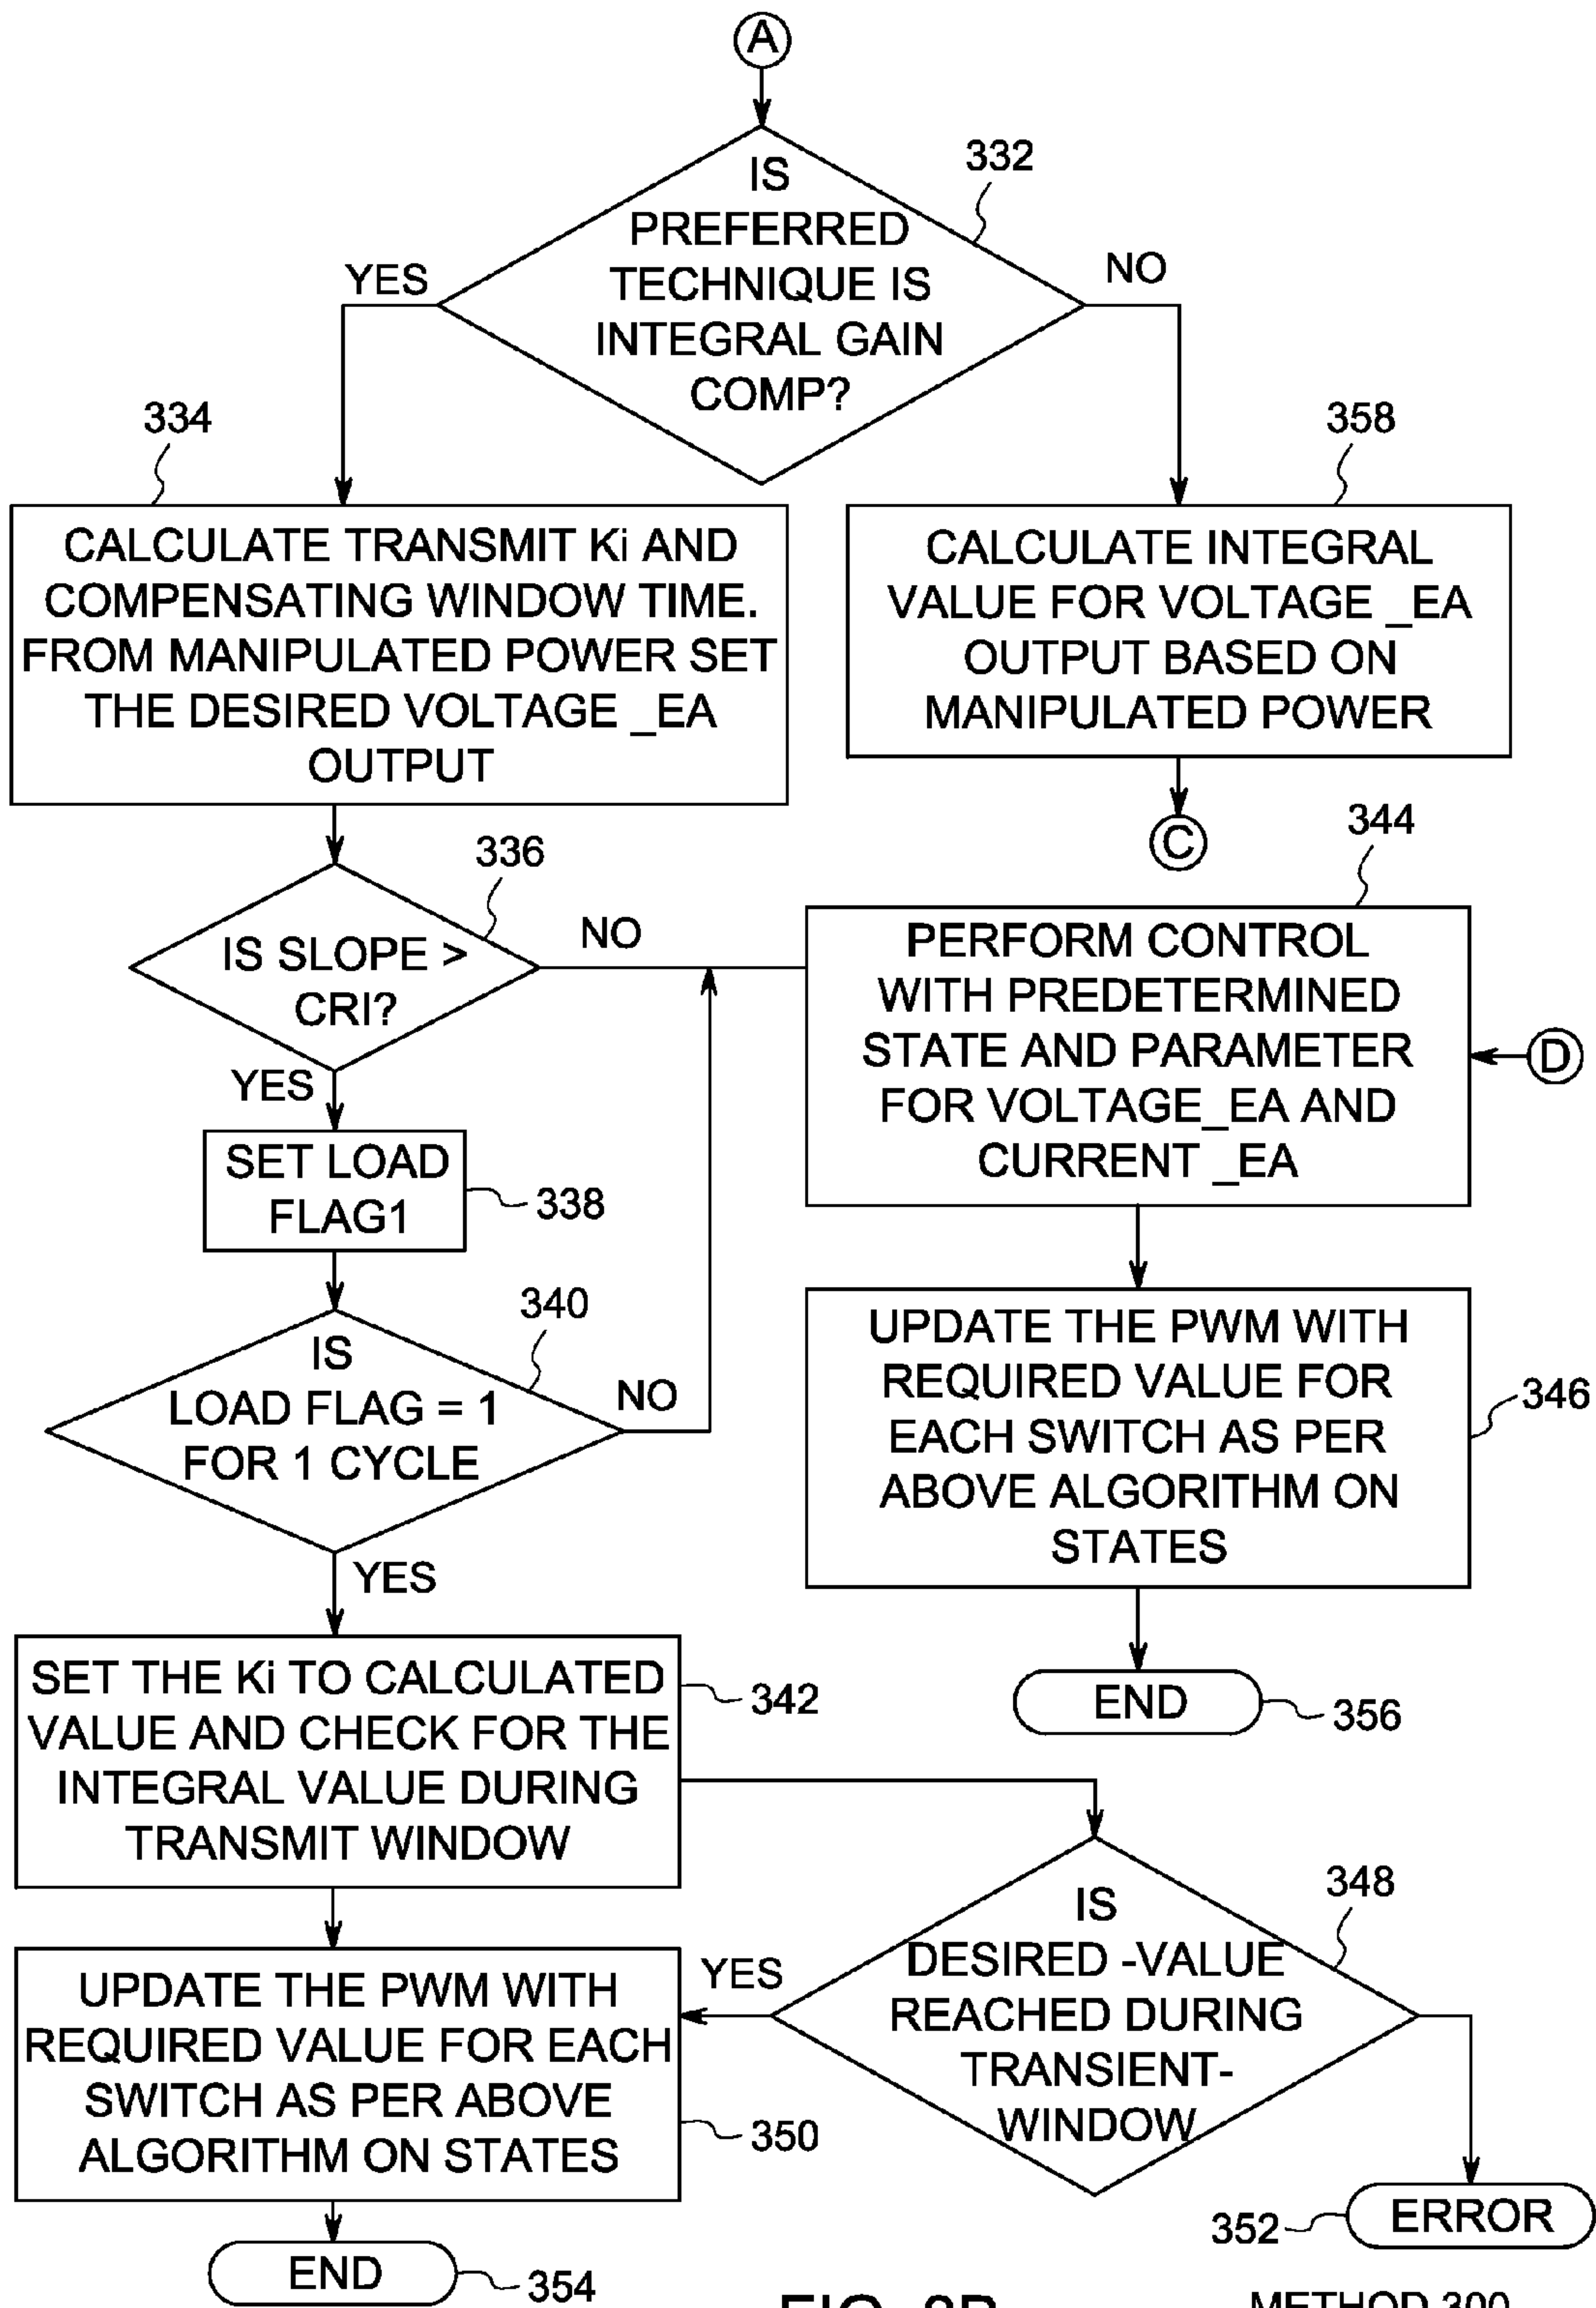 A
IS
PREFERRED
TECHNIQUE IS
INTEGRAL GAIN
COMP?
332
YES
NO
334
CALCULATE TRANSMIT Ki AND
COMPENSATING WINDOW TIME.
FROM MANIPULATED POWER SET
THE DESIRED VOLTAGE _EA
OUTPUT
358
CALCULATE INTEGRAL
VALUE FOR VOLTAGE _EA
OUTPUT BASED ON
MANIPULATED POWER
C
336
IS SLOPE >
CRI?
NO
YES
344
PERFORM CONTROL
WITH PREDETERMINED
STATE AND PARAMETER
FOR VOLTAGE_EA AND
CURRENT _EA
D
SET LOAD
FLAG1
338
340
IS
LOAD FLAG = 1
FOR 1 CYCLE
NO
YES
UPDATE THE PWM WITH
REQUIRED VALUE FOR
EACH SWITCH AS PER
ABOVE ALGORITHM ON
STATES
346
END
356
SET THE Ki TO CALCULATED
VALUE AND CHECK FOR THE
INTEGRAL VALUE DURING
TRANSMIT WINDOW
342
348
IS
DESIRED -VALUE
REACHED DURING
TRANSIENT-
WINDOW
YES
UPDATE THE PWM WITH
REQUIRED VALUE FOR EACH
SWITCH AS PER ABOVE
ALGORITHM ON STATES
350
352
ERROR
END
354
METHOD 300